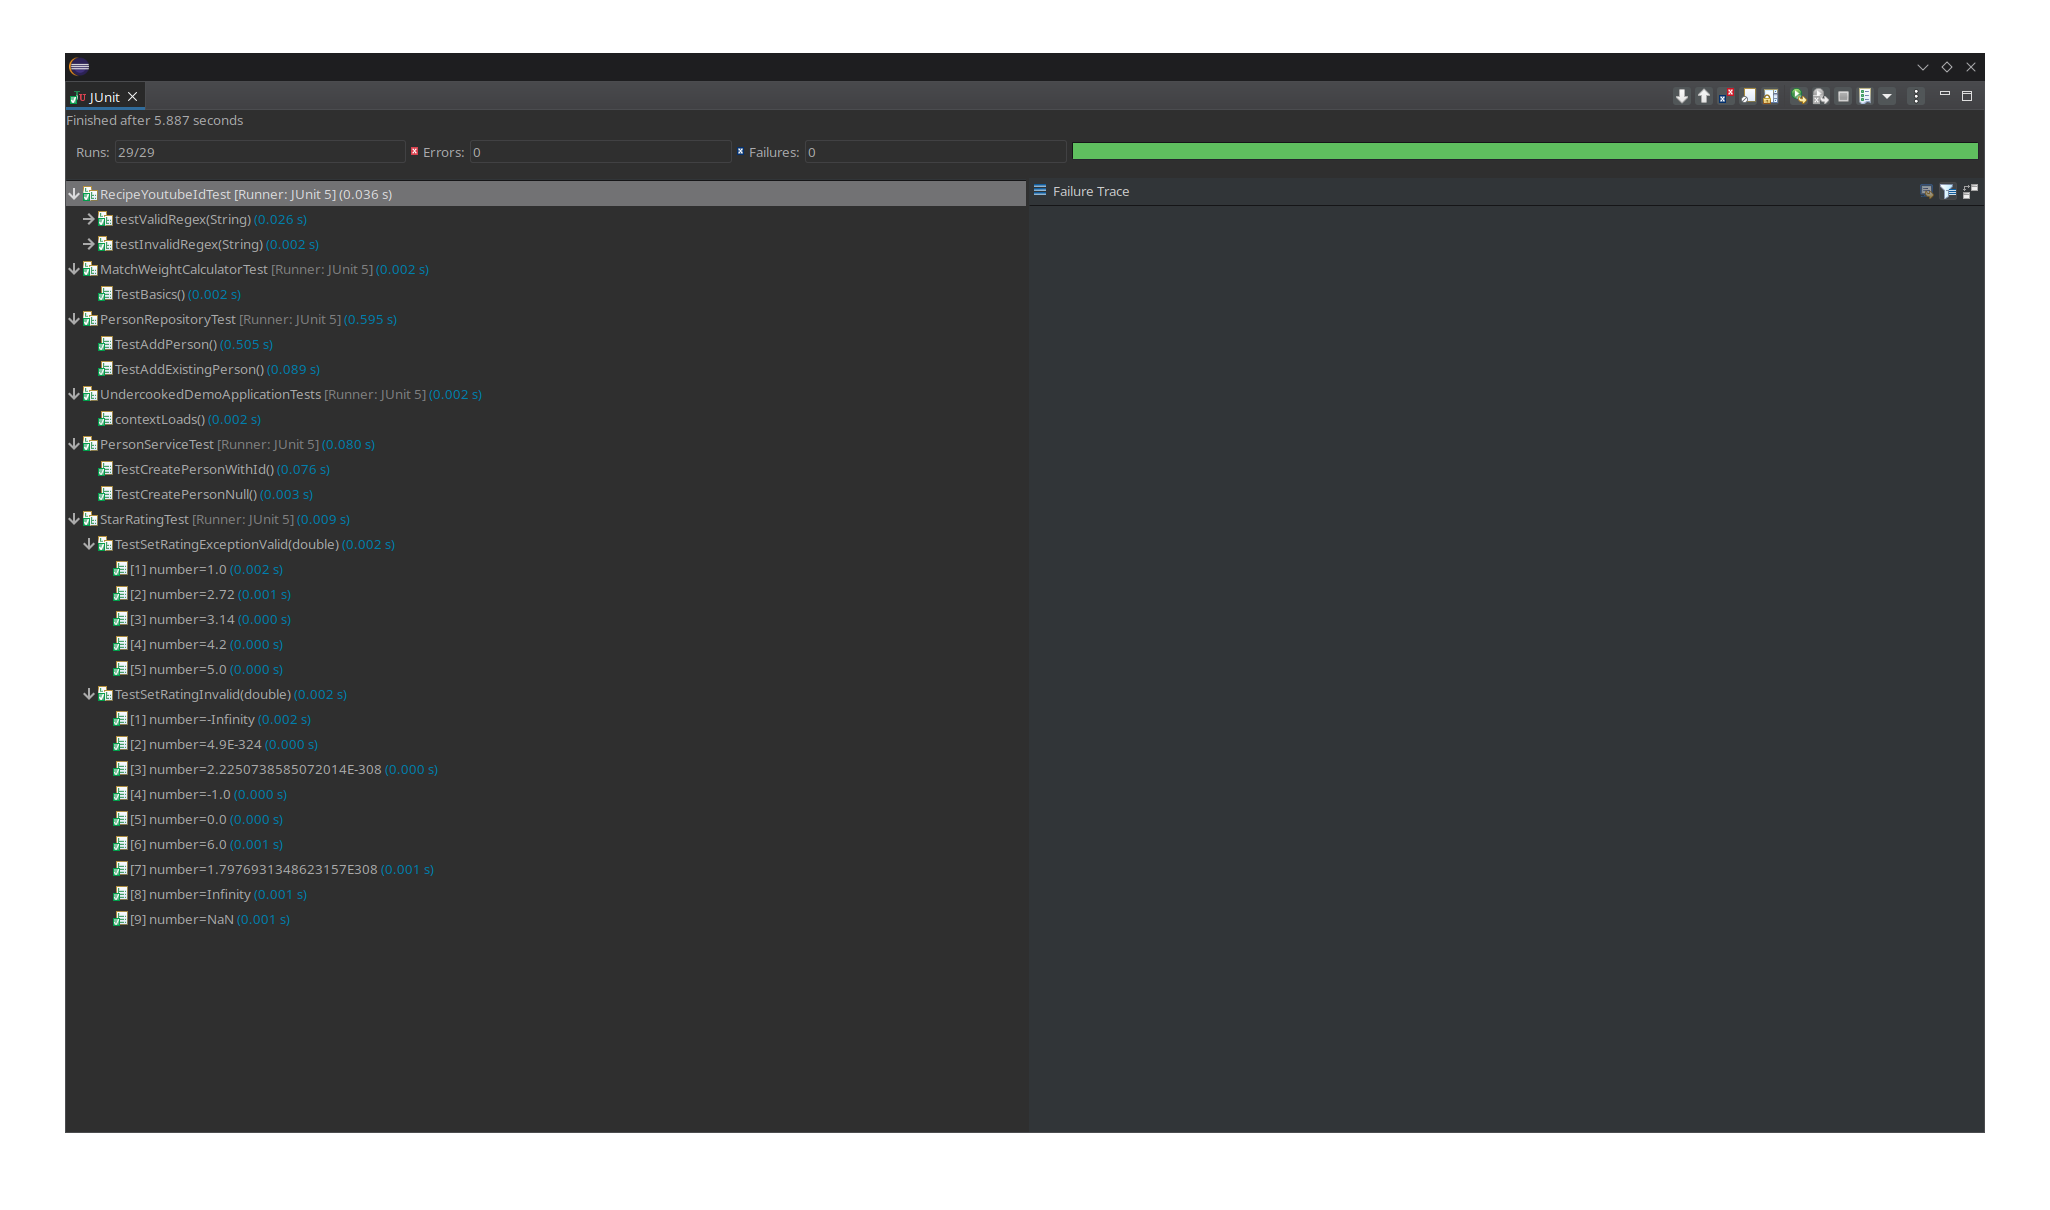 JUnit
Finished after 5.887 seconds
Runs: 29/29 Errors: 0 Failures: 0
RecipeYoutubeIdTest [Runner: JUnit 5] (0.036 s)
Failure Trace
testValidRegex(String) (0.026 s)
testInvalidRegex(String) (0.002 s)
MatchWeightCalculatorTest [Runner: JUnit 5] (0.002 s)
TestBasics() (0.002 s)
PersonRepositoryTest [Runner: JUnit 5] (0.595 s)
TestAddPerson() (0.505 s)
TestAddExistingPerson() (0.089 s)
UndercookedDemoApplicationTests [Runner: JUnit 5] (0.002 s)
contextLoads() (0.002 s)
PersonServiceTest [Runner: JUnit 5] (0.080 s)
TestCreatePersonWithId() (0.076 s)
TestCreatePersonNull() (0.003 s)
StarRatingTest [Runner: JUnit 5] (0.009 s)
TestSetRatingExceptionValid(double) (0.002 s)
[1] number=1.0 (0.002 s)
[2] number=2.72 (0.001 s)
[3] number=3.14 (0.000 s)
[4] number=4.2 (0.000 s)
[5] number=5.0 (0.000 s)
TestSetRatingInvalid(double) (0.002 s)
[1] number=-Infinity (0.002 s)
[2] number=4.9E-324 (0.000 s)
[3] number=2.2250738585072014E-308 (0.000 s)
[4] number=-1.0 (0.000 s)
[5] number=0.0 (0.000 s)
[6] number=6.0 (0.001 s)
[7] number=1.7976931348623157E308 (0.001 s)
[8] number=Infinity (0.001 s)
[9] number=NaN (0.001 s)